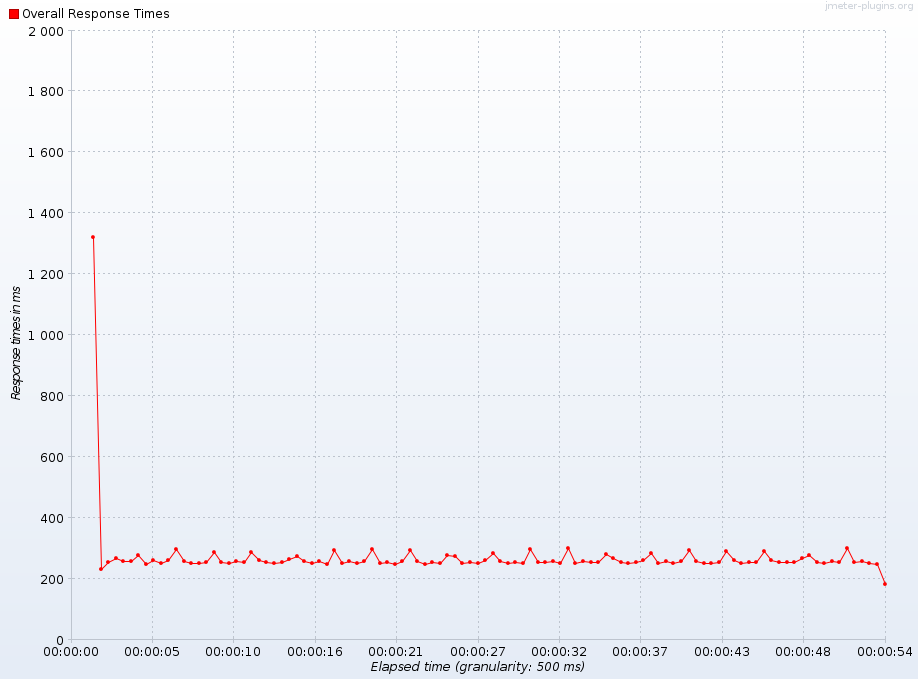 Overall Response Times
jmeter-plugins.org
2 000
1 800
1 600
1 400
1 200
1 000
800
600
400
200
0
Response times in ms
00:00:00 00:00:05 00:00:10 00:00:16 00:00:21 00:00:27 00:00:32 00:00:37 00:00:43 00:00:48 00:00:54
Elapsed time (granularity: 500 ms)